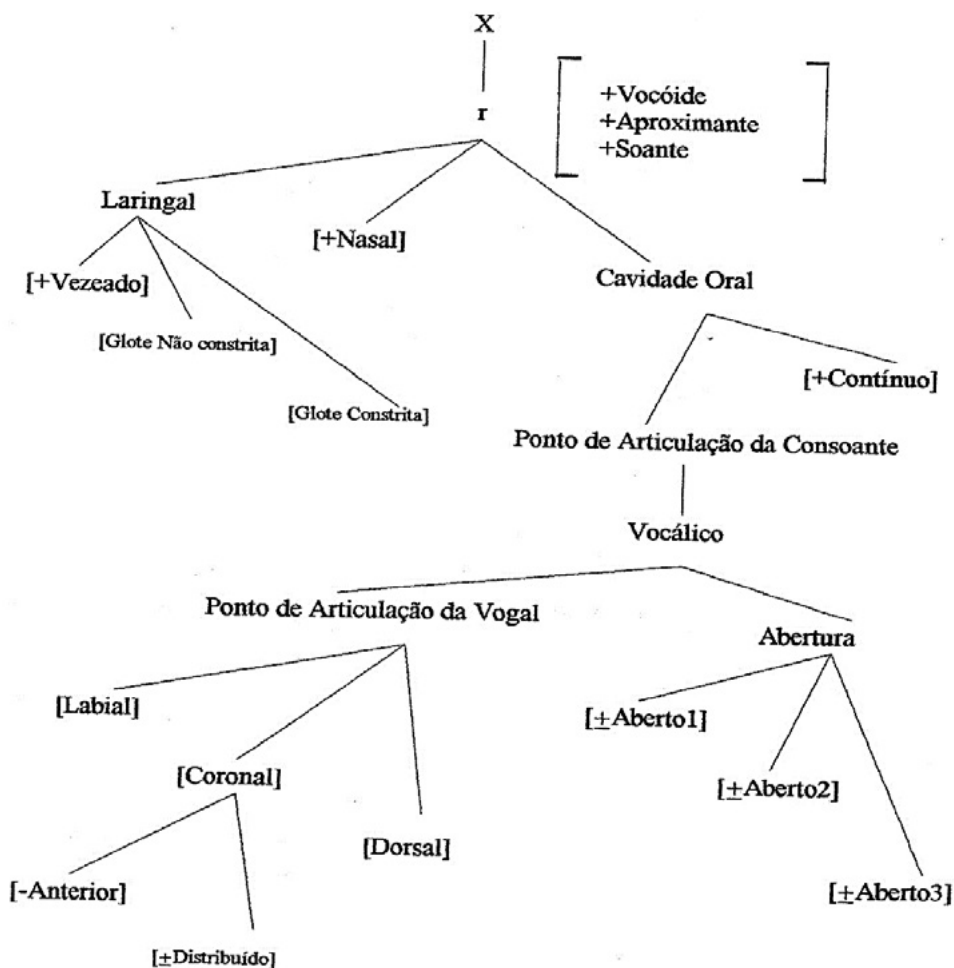 X
r
+Vocóide
+Aproximante
+Soante
Laringal
[+Nasal]
[+Vezeado]
Cavidade Oral
[Glote Não constrita]
[+Contínuo]
[Glote Constrita]
Ponto de Articulação da Consoante
Vocálico
Ponto de Articulação da Vogal
Abertura
[Labial]
[±Aberto1]
[Coronal]
[±Aberto2]
[Dorsal]
[-Anterior]
[±Aberto3]
[±Distribuído]